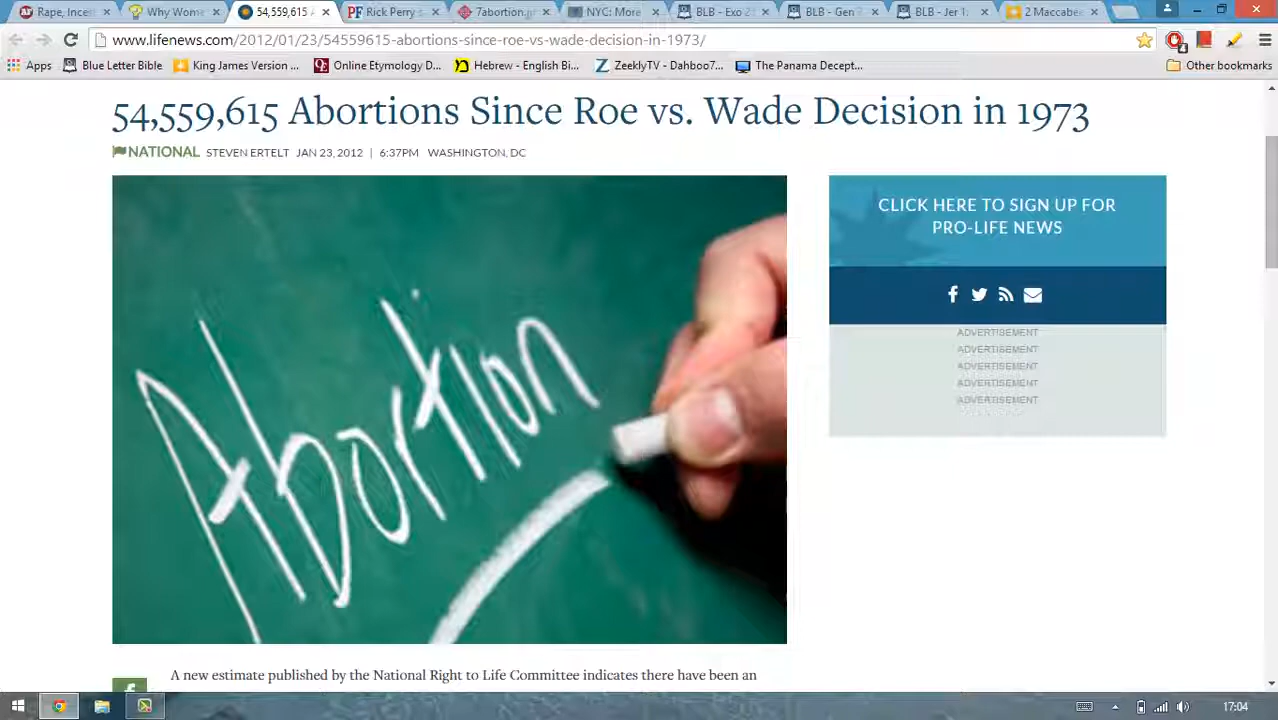 Rape, Ince
Why Wome
54,559,615
Rick Perry
7abortion.j
NYC: More
BLB - Exo 2
BLB - Gen
BLB - Jer 1.
2 Maccabe
www.lifenews.com/2012/01/23/54559615-abortions-since-roe-vs-wade-decision-in-1973/
Apps Blue Letter Bible King James Version ... Online Etymology D... Hebrew - English Bi... ZeeklyTV - Dahboo7... The Panama Decept... Other bookmarks
54,559,615 Abortions Since Roe vs. Wade Decision in 1973
NATIONAL STEVEN ERTELT JAN 23, 2012 | 6:37PM WASHINGTON, DC
Abortion
CLICK HERE TO SIGN UP FOR
PRO-LIFE NEWS
ADVERTISEMENT
ADVERTISEMENT
ADVERTISEMENT
ADVERTISEMENT
ADVERTISEMENT
A new estimate published by the National Right to Life Committee indicates there have been an
17:04